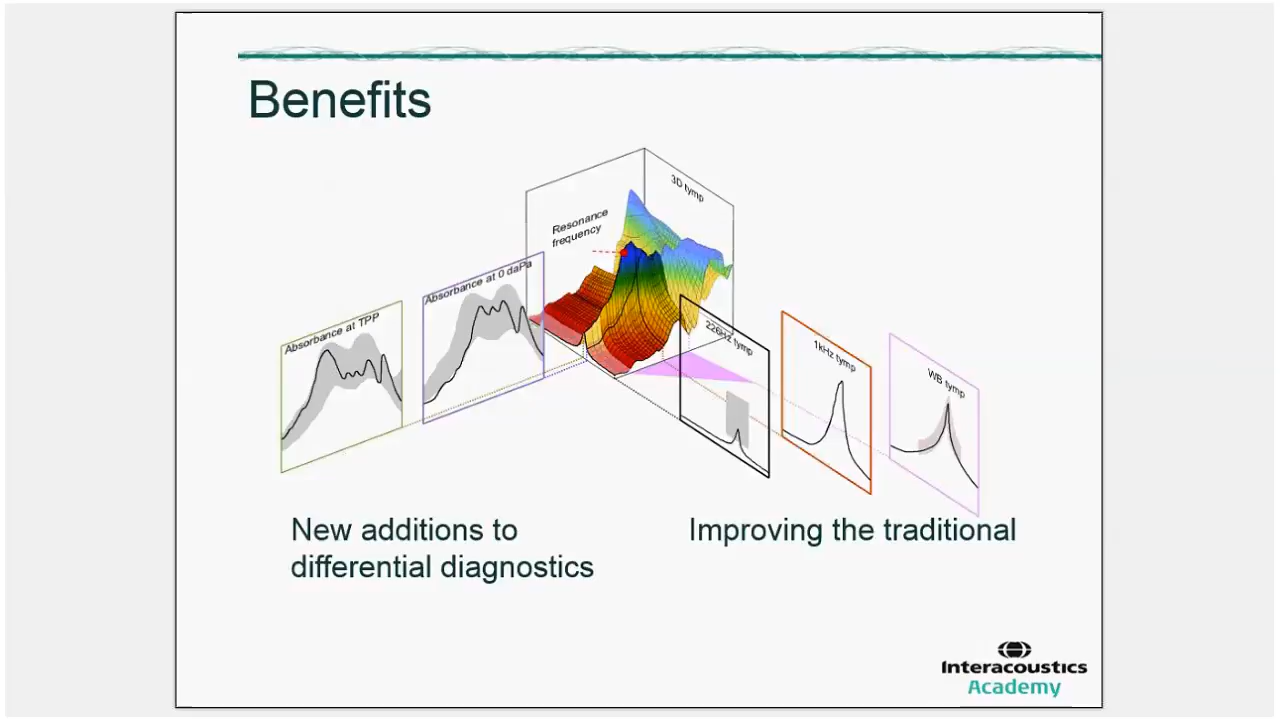 Benefits
3D tymp
Resonance
frequency
Absorbance at 0 daPa
Absorbance at TPP
226Hz tymp
1kHz tymp
WB tymp
New additions to
differential diagnostics
Improving the traditional
Interacoustics
Academy